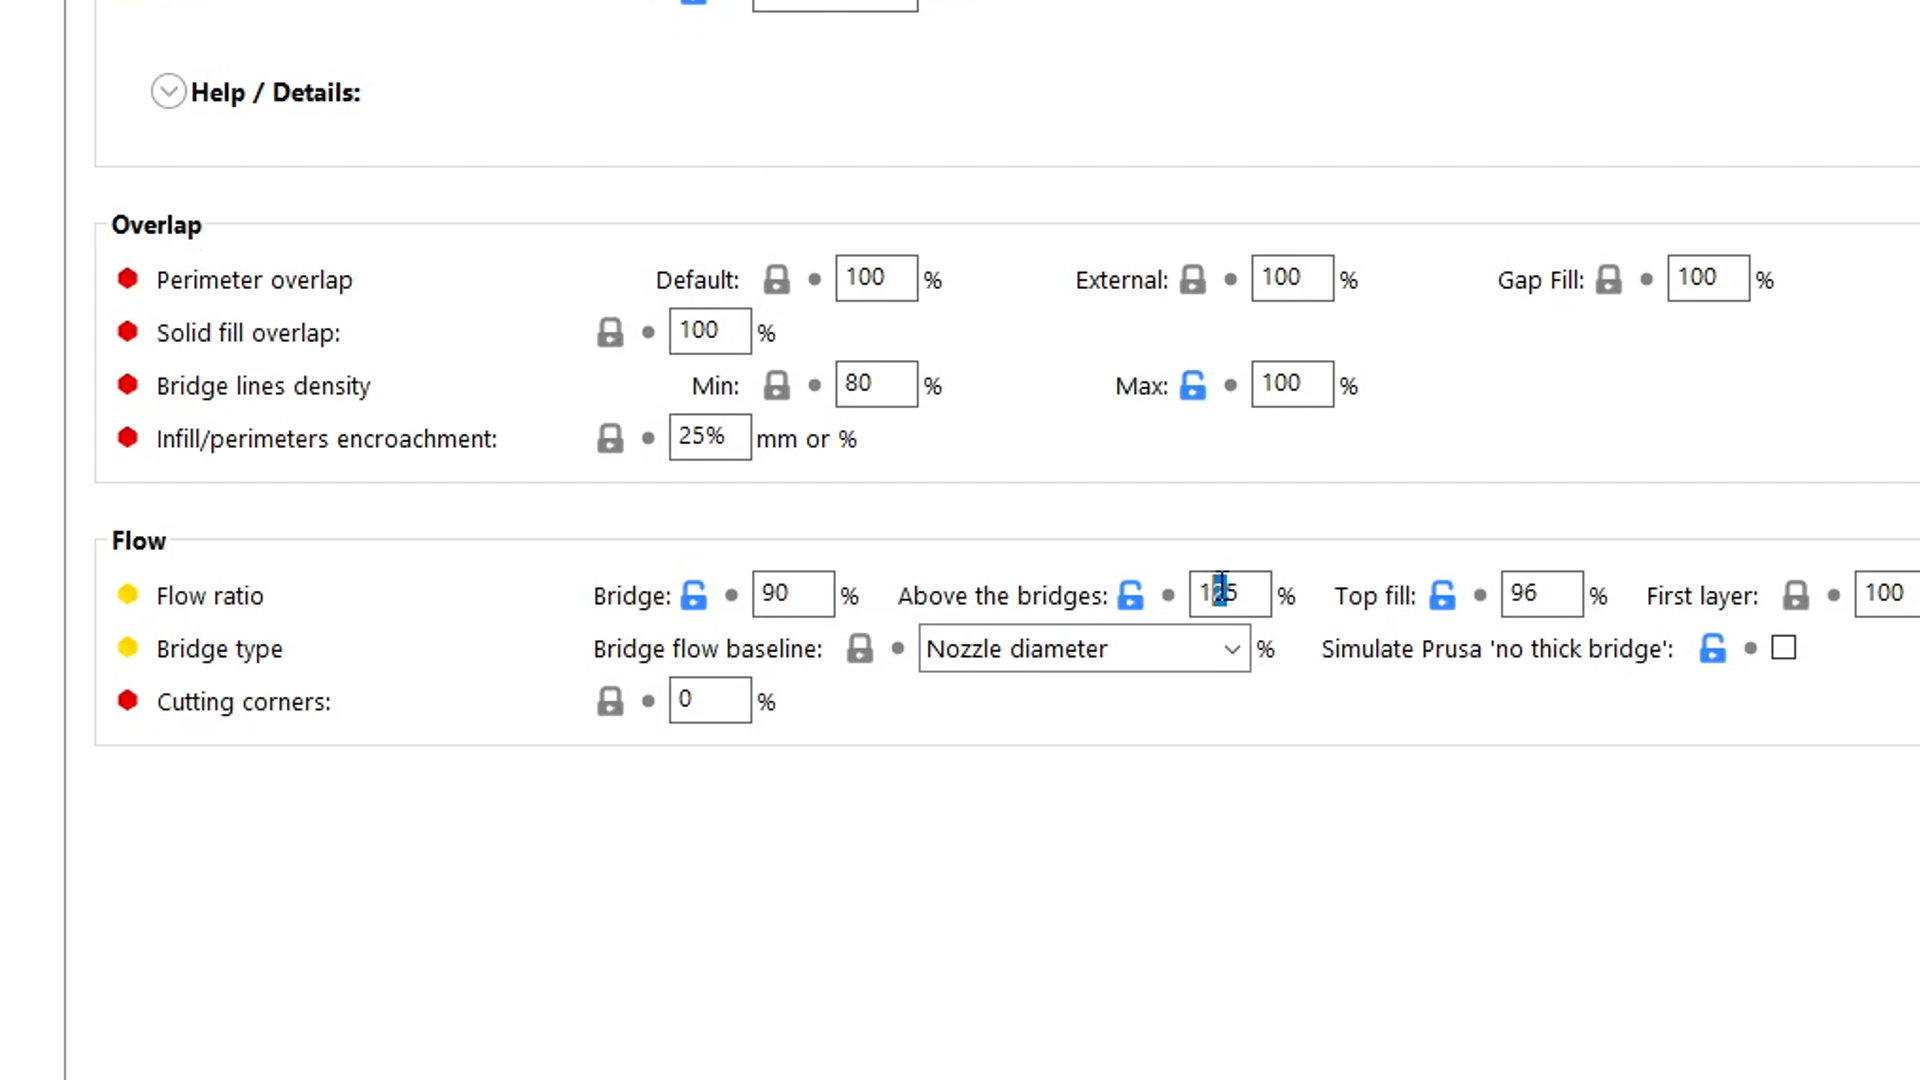 Help / Details:
Overlap
Perimeter overlap Default: 100 % External: 100 % Gap Fill: 100 %
Solid fill overlap: 100 %
Bridge lines density Min: 80 % Max: 100 %
Infill/perimeters encroachment: 25% mm or %
Flow
Flow ratio Bridge: 90 % Above the bridges: 125 % Top fill: 96 % First layer: 100
Bridge type Bridge flow baseline: Nozzle diameter % Simulate Prusa 'no thick bridge':
Cutting corners: 0 %